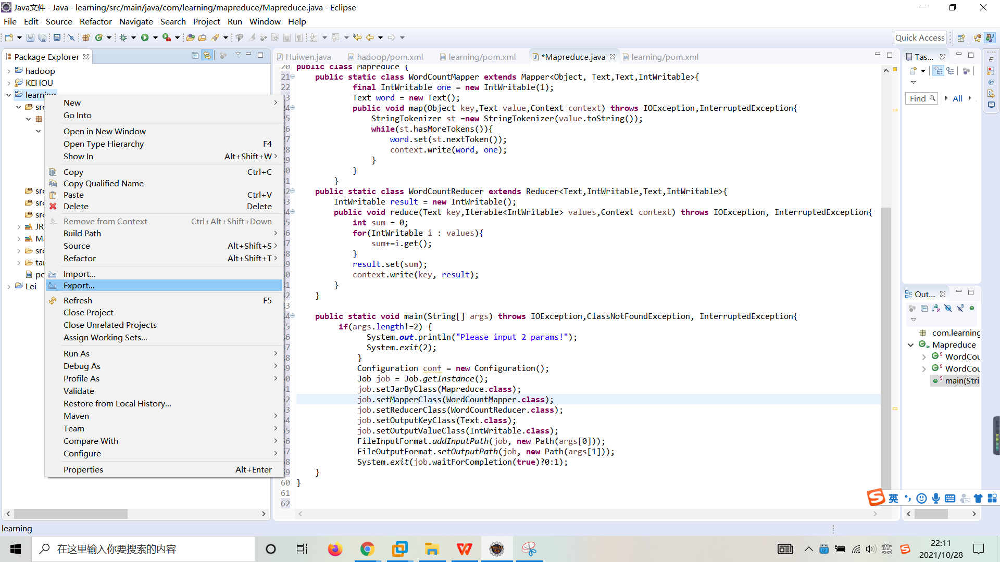 Java文件 - Java - learning/src/main/java/com/learning/mapreduce/Mapreduce.java - Eclipse
File Edit Source Refactor Navigate Search Project Run Window Help
Quick Access
Package Explorer
hadoop
KEHOU
learning
Lei
New
Go Into
Open in New Window
Open Type Hierarchy F4
Show In Alt+Shift+W
Copy Ctrl+C
Copy Qualified Name
Paste Ctrl+V
Delete Delete
Remove from Context Ctrl+Alt+Shift+Down
Build Path
Source Alt+Shift+S
Refactor Alt+Shift+T
Import...
Export...
Refresh F5
Close Project
Close Unrelated Projects
Assign Working Sets...
Run As
Debug As
Profile As
Validate
Restore from Local History...
Maven
Team
Compare With
Configure
Properties Alt+Enter
Huiwen.java hadoop/pom.xml learning/pom.xml *Mapreduce.java learning/pom.xml
20 public class Mapreduce {
21 public static class WordCountMapper extends Mapper<Object, Text,Text,IntWritable>{
22 final IntWritable one = new IntWritable(1);
Text word = new Text();
public void map(Object key,Text value,Context context) throws IOException,InterruptedException{
StringTokenizer st =new StringTokenizer(value.toString());
while(st.hasMoreTokens()){
word.set(st.nextToken());
context.write(word, one);
}
}
}
public static class WordCountReducer extends Reducer<Text,IntWritable,Text,IntWritable>{
IntWritable result = new IntWritable();
public void reduce(Text key,Iterable<IntWritable> values,Context context) throws IOException, InterruptedException{
int sum = 0;
for(IntWritable i : values){
sum+=i.get();
}
result.set(sum);
context.write(key, result);
}
}
public static void main(String[] args) throws IOException,ClassNotFoundException, InterruptedException{
if(args.length!=2) {
System.out.println("Please input 2 params!");
System.exit(2);
}
Configuration conf = new Configuration();
Job job = Job.getInstance();
job.setJarByClass(Mapreduce.class);
job.setMapperClass(WordCountMapper.class);
job.setReducerClass(WordCountReducer.class);
job.setOutputKeyClass(Text.class);
job.setOutputValueClass(IntWritable.class);
FileInputFormat.addInputPath(job, new Path(args[0]));
FileOutputFormat.setOutputPath(job, new Path(args[1]));
System.exit(job.waitForCompletion(true)?0:1);
}
60 }
61
62
Tas...
Find All
Out...
com.learning
Mapreduce
WordCou
WordCou
main(Stri
英
learning
在这里输入你要搜索的内容
英
22:11
2021/10/28